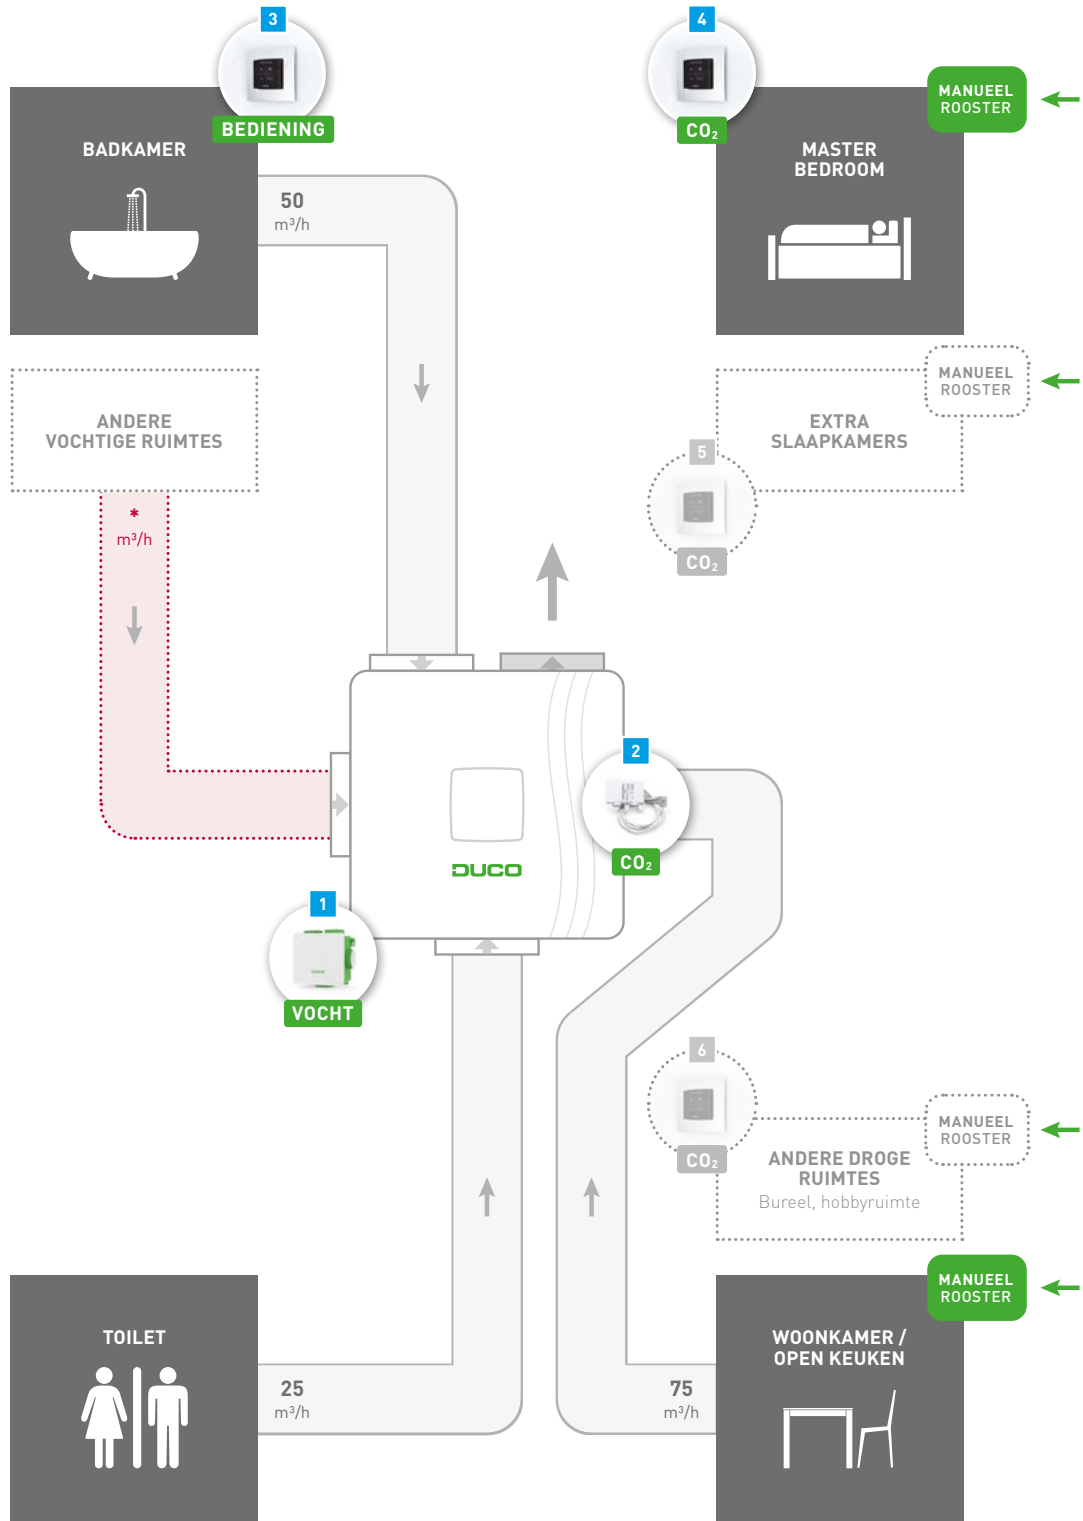 3
BEDIENING
BADKAMER
50
m³/h
4
CO₂
MANUEEL
ROOSTER
MASTER
BEDROOM
ANDERE
VOCHTIGE RUIMTES
*
m³/h
MANUEEL
ROOSTER
EXTRA
SLAAPKAMERS
5
CO₂
2
CO₂
DUCO
1
VOCHT
6
CO₂
MANUEEL
ROOSTER
ANDERE DROGE
RUIMTES
Bureel, hobbyruimte
TOILET
25
m³/h
75
m³/h
MANUEEL
ROOSTER
WOONKAMER /
OPEN KEUKEN